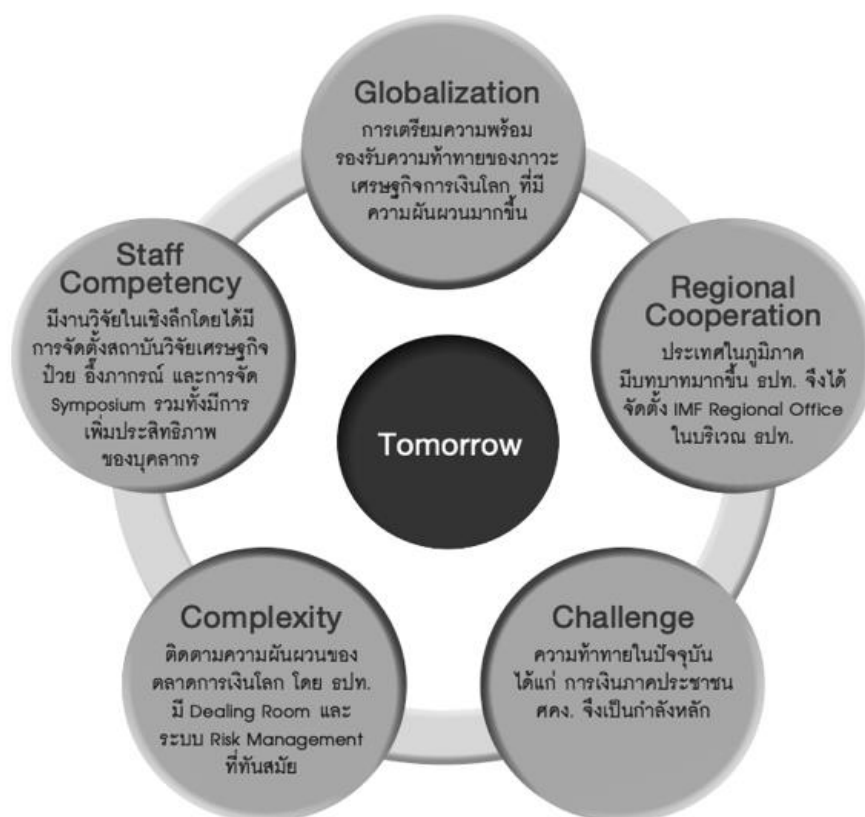 Globalization
การเตรียมความพร้อม
รองรับความท้าทายของภาวะ
เศรษฐกิจการเงินโลก ที่มี
ความผันผวนมากขึ้น
Staff
Competency
มีงานวิจัยในเชิงลึกโดยได้มี
การจัดตั้งสถาบันวิจัยเศรษฐกิจ
ป๋วย อึ๊งภากรณ์ และการจัด
Symposium รวมทั้งมีการ
เพิ่มประสิทธิภาพ
ของบุคลากร
Regional
Cooperation
ประเทศในภูมิภาค
มีบทบาทมากขึ้น ธปท. จึงได้
จัดตั้ง IMF Regional Office
ในบริเวณ ธปท.
Tomorrow
Complexity
ติดตามความผันผวนของ
ตลาดการเงินโลก โดย ธปท.
มี Dealing Room และ
ระบบ Risk Management
ที่ทันสมัย
Challenge
ความท้าทายในปัจจุบัน
ได้แก่ การเงินภาคประชาชน
ศคง. จึงเป็นกำลังหลัก